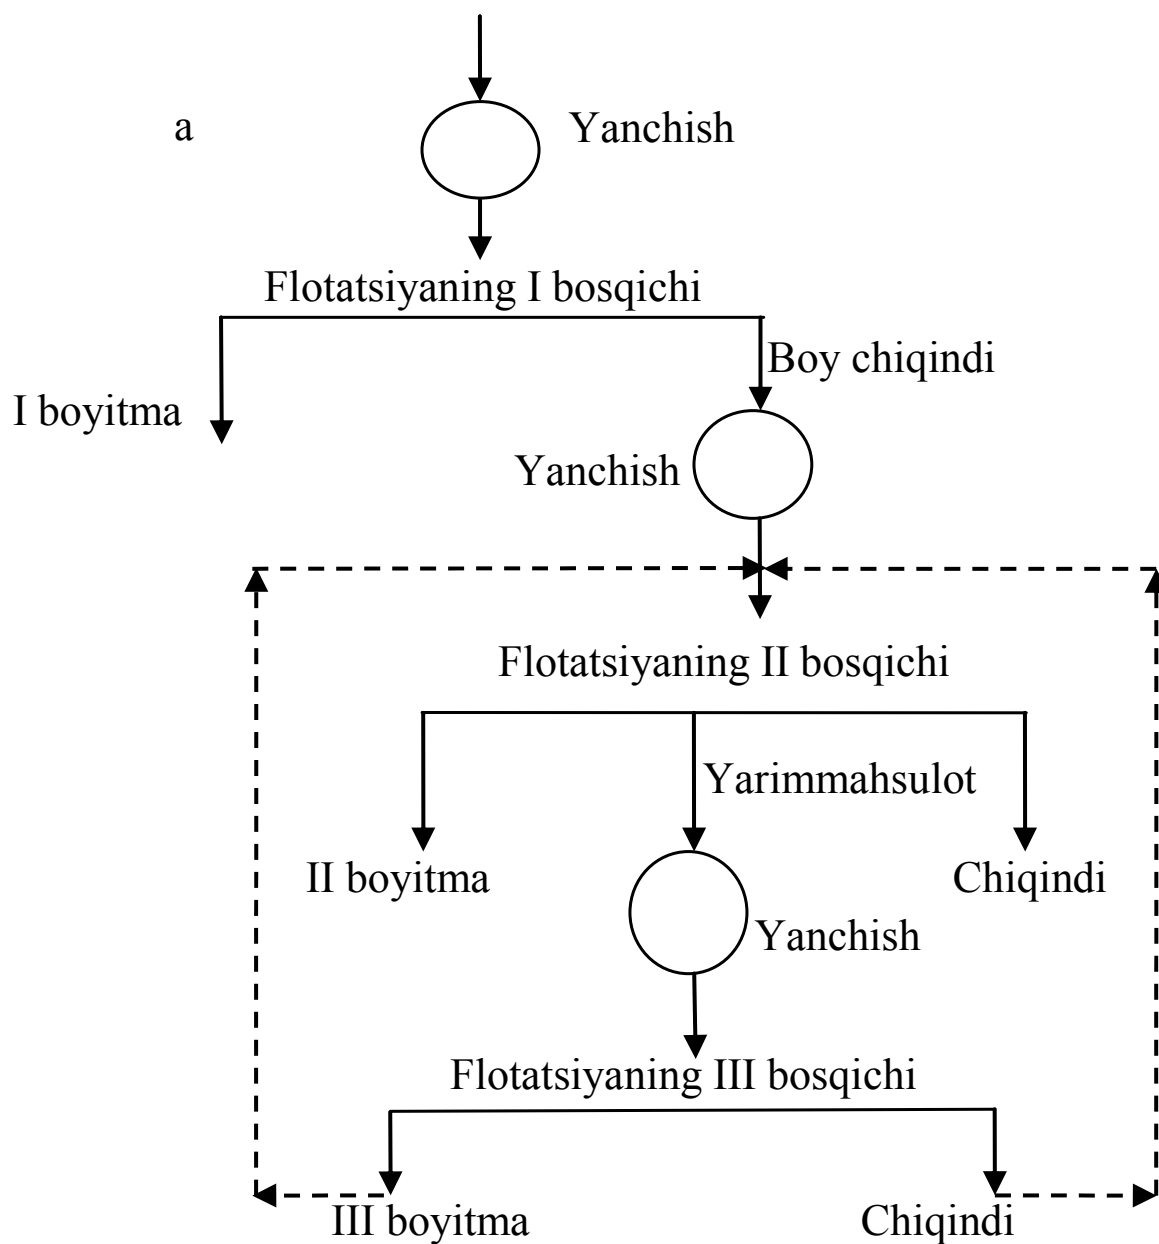 a
Yanchish
Flotatsiyaning I bosqichi
Boy chiqindi
I boyitma
Yanchish
Flotatsiyaning II bosqichi
Yarimmahsulot
II boyitma
Chiqindi
Yanchish
Flotatsiyaning III bosqichi
III boyitma
Chiqindi